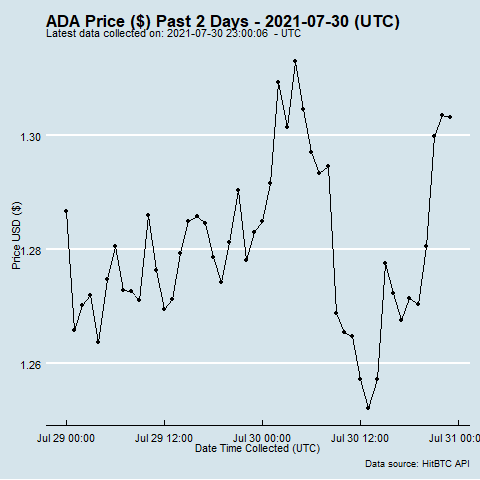 ADA Price ($) Past 2 Days - 2021-07-30 (UTC)
Latest data collected on: 2021-07-30 23:00:06  - UTC
1.30
1.28
1.26
Price USD ($)
Jul 29 00:00 Jul 29 12:00 Jul 30 00:00 Jul 30 12:00 Jul 31 00:
Date Time Collected (UTC)
Data source: HitBTC API